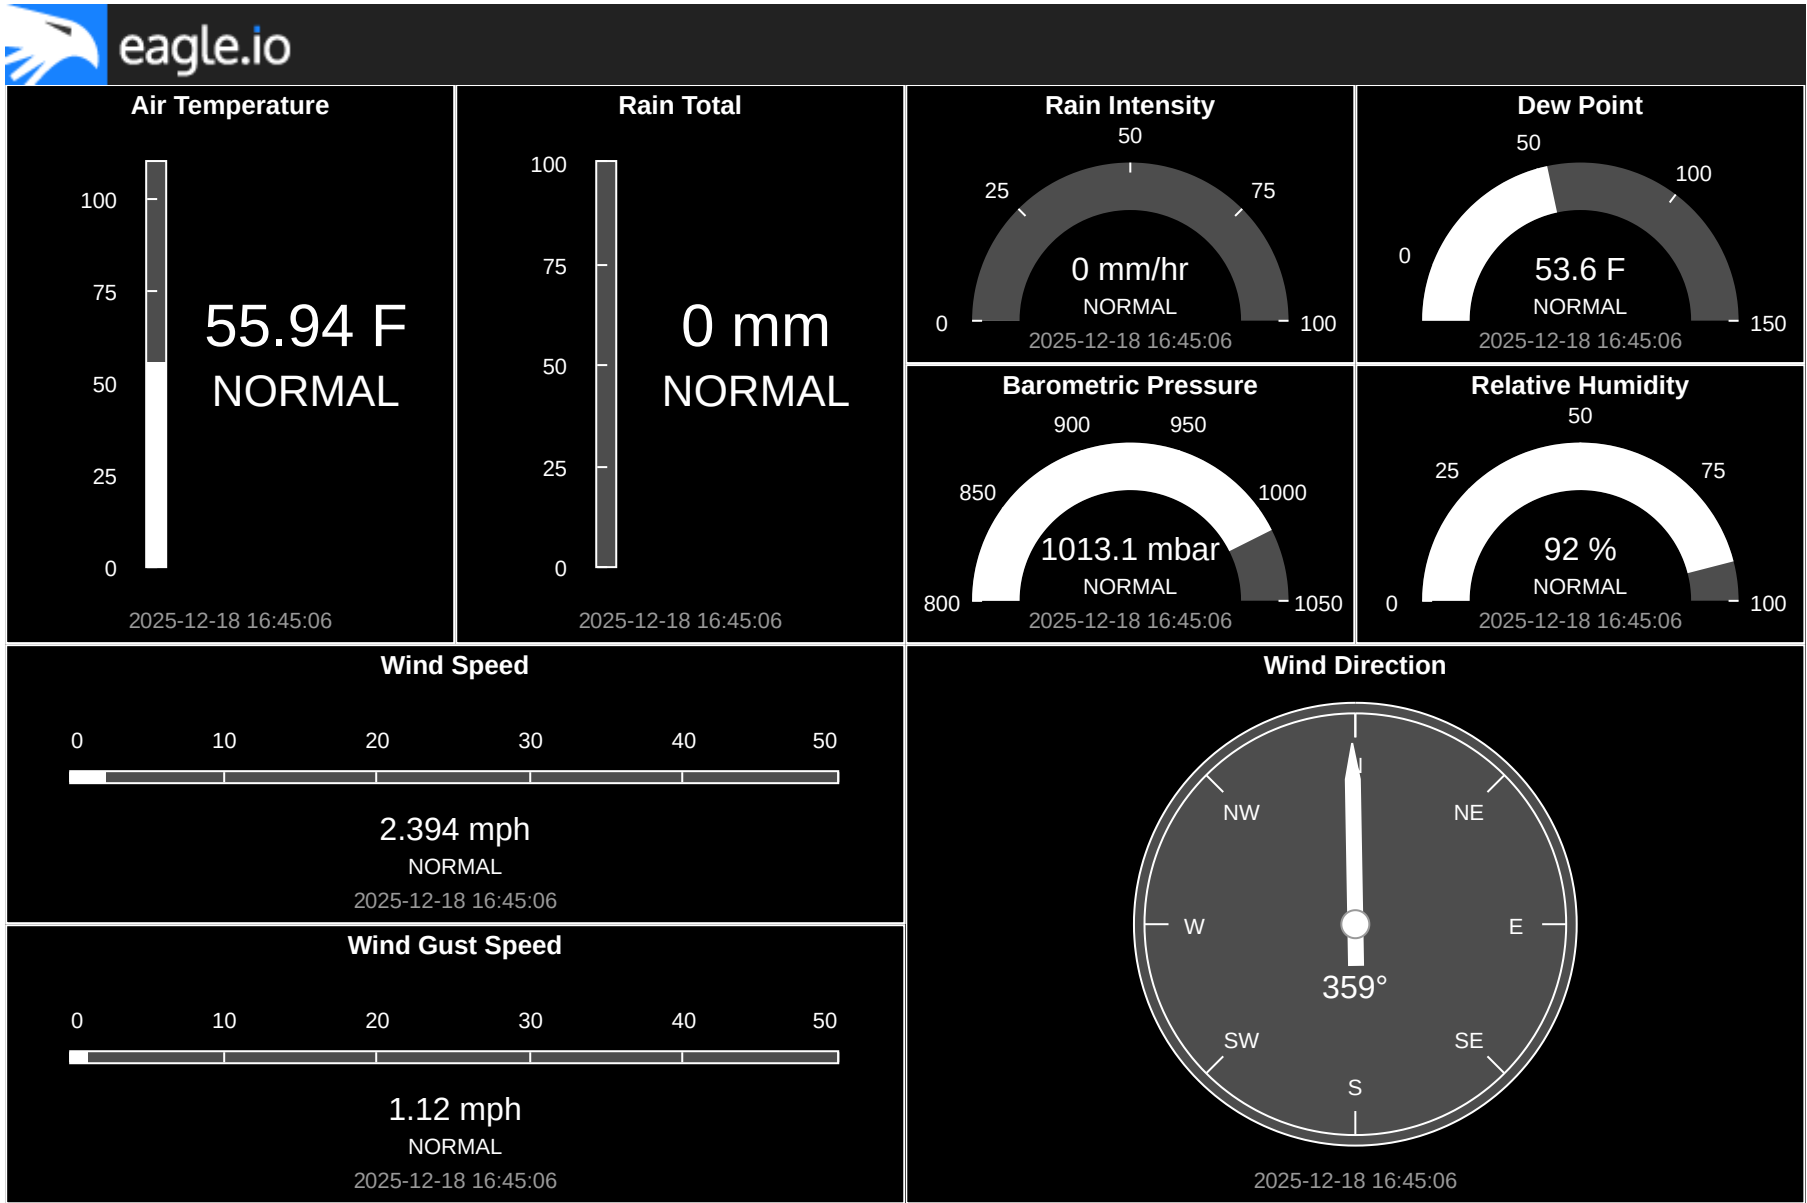 eagle.io
Air Temperature
100
75
50
25
0
55.94 F
NORMAL
2025-12-18 16:45:06
Rain Total
100
75
50
25
0
0 mm
NORMAL
2025-12-18 16:45:06
Rain Intensity
50
25
75
0
100
0 mm/hr
NORMAL
2025-12-18 16:45:06
Dew Point
50
100
0
150
53.6 F
NORMAL
2025-12-18 16:45:06
Barometric Pressure
900
950
850
1000
800
1050
1013.1 mbar
NORMAL
2025-12-18 16:45:06
Relative Humidity
50
25
75
0
100
92 %
NORMAL
2025-12-18 16:45:06
Wind Speed
0 10 20 30 40 50
2.394 mph
NORMAL
2025-12-18 16:45:06
Wind Gust Speed
0 10 20 30 40 50
1.12 mph
NORMAL
2025-12-18 16:45:06
Wind Direction
NW
NE
W
E
359°
SW
SE
S
2025-12-18 16:45:06